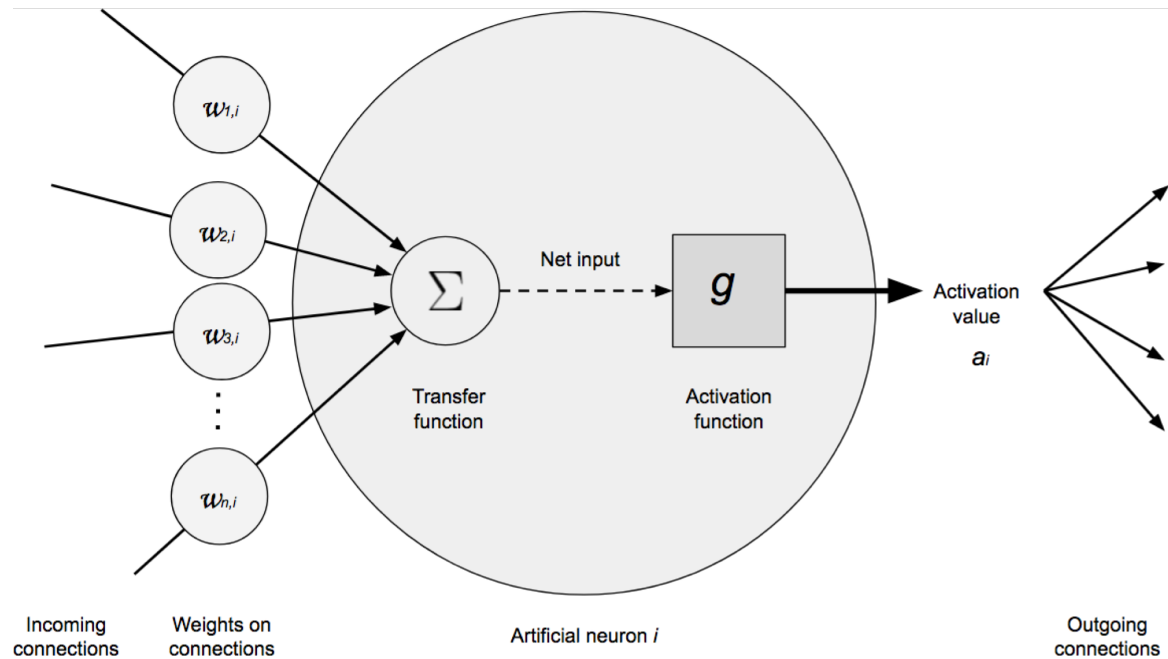 w1,i
w2,i
w3,i
wn,i
Σ
Net input
g
Transfer
function
Activation
function
Activation
value
ai
Incoming
connections
Weights on
connections
Artificial neuron i
Outgoing
connections